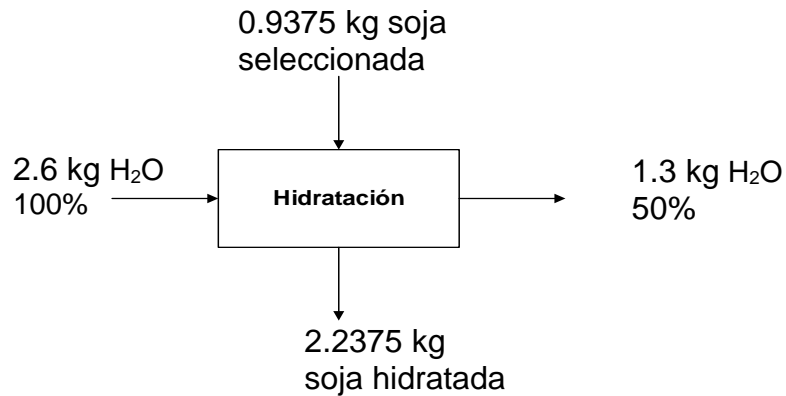 0.9375 kg soja
seleccionada
2.6 kg H₂O
100%
Hidratación
1.3 kg H₂O
50%
2.2375 kg
soja hidratada